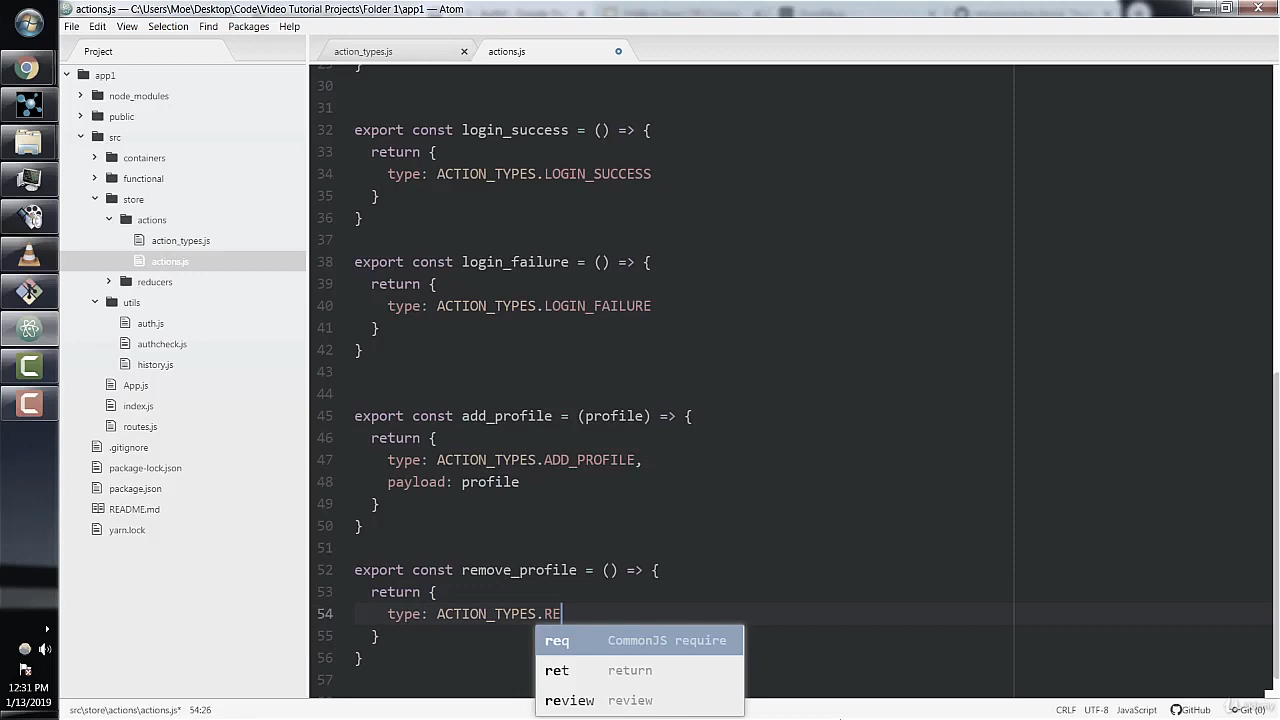 actions.js — C:\Users\Moe\Desktop\Code\Video Tutorial Projects\Folder 1\app1 — Atom
File Edit View Selection Find Packages Help
Project
action_types.js
actions.js
app1
node_modules
public
src
containers
functional
store
actions
action_types.js
actions.js
reducers
utils
auth.js
authcheck.js
history.js
App.js
index.js
routes.js
.gitignore
package-lock.json
package.json
README.md
yarn.lock
29 }
30
31
32 export const login_success = () => {
33 return {
34 type: ACTION_TYPES.LOGIN_SUCCESS
35 }
36 }
37
38 export const login_failure = () => {
39 return {
40 type: ACTION_TYPES.LOGIN_FAILURE
41 }
42 }
43
44
45 export const add_profile = (profile) => {
46 return {
47 type: ACTION_TYPES.ADD_PROFILE,
48 payload: profile
49 }
50 }
51
52 export const remove_profile = () => {
53 return {
54 type: ACTION_TYPES.RE
55 }
56 }
57
req CommonJS require
ret return
review review
12:31 PM
1/13/2019
src\store\actions\actions.js* 54:26
CRLF UTF-8 JavaScript GitHub Git (0)